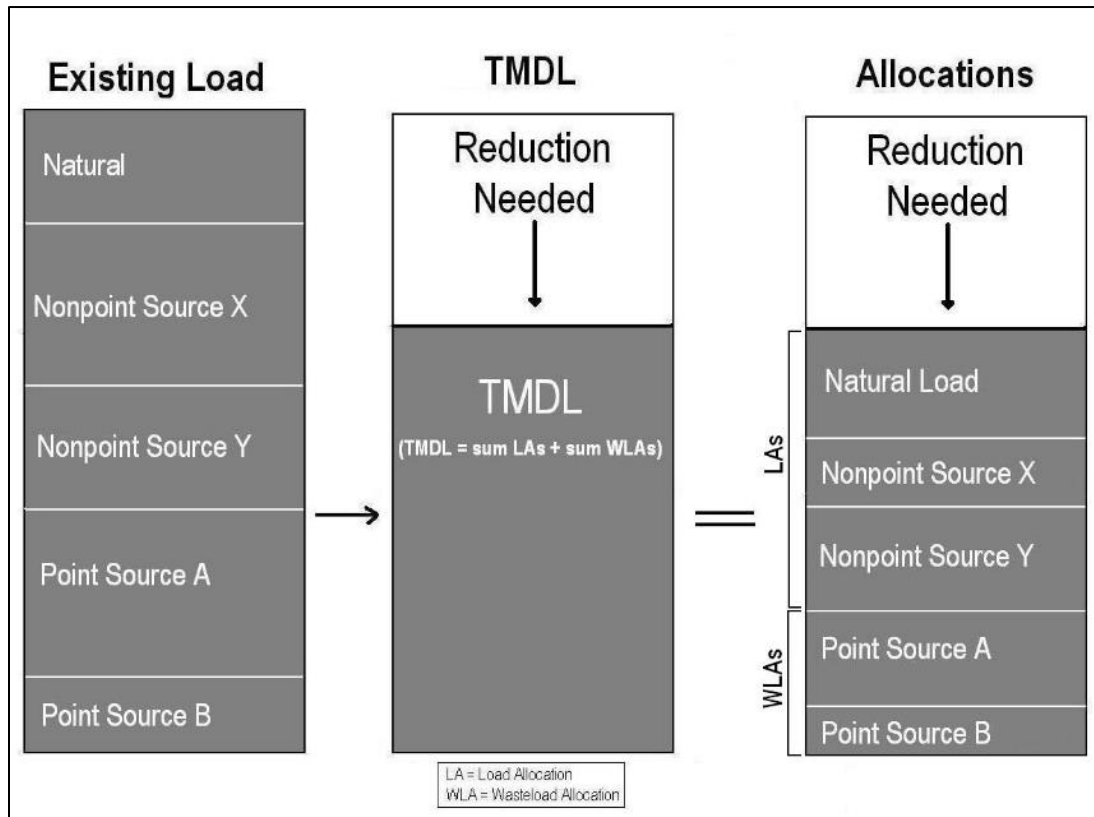 Existing Load
Natural
Nonpoint Source X
Nonpoint Source Y
Point Source A
Point Source B
TMDL
Reduction
Needed
TMDL
(TMDL = sum LAs + sum WLAs)
LA = Load Allocation
WLA = Wasteload Allocation
Allocations
Reduction
Needed
LAs
Natural Load
Nonpoint Source X
Nonpoint Source Y
WLAs
Point Source A
Point Source B